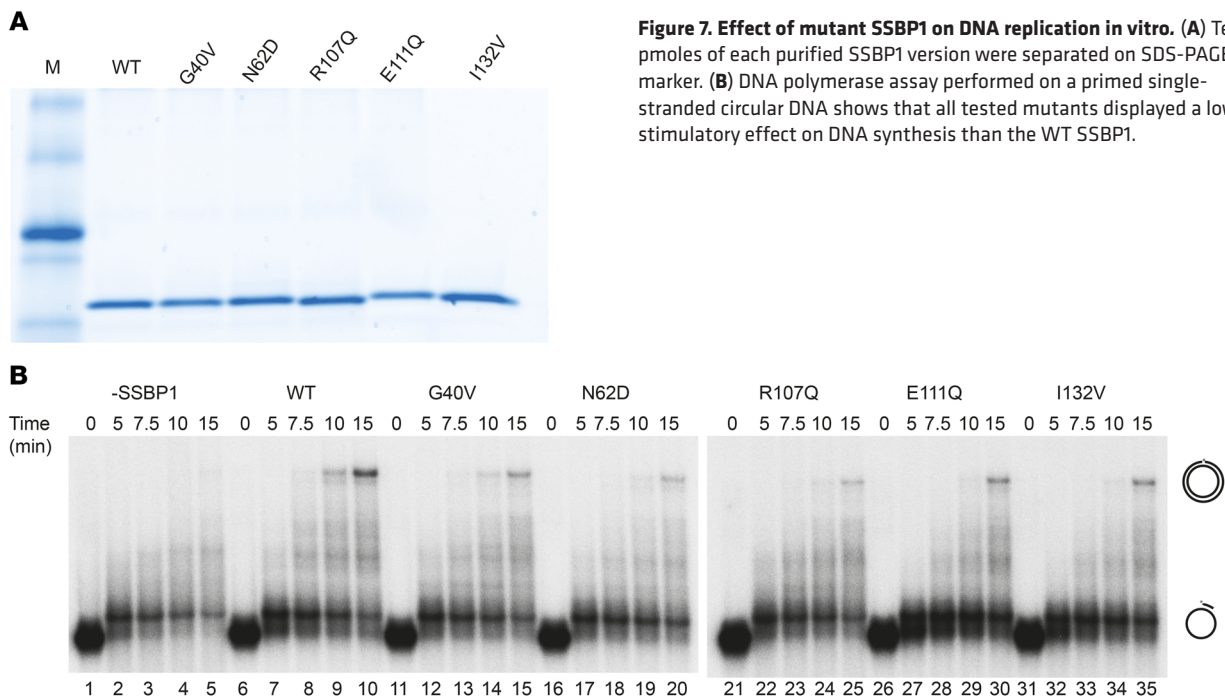 A
M WT G40V N62D R107Q E111Q I132V
Figure 7. Effect of mutant SSBP1 on DNA replication in vitro. (A) Te
pmoles of each purified SSBP1 version were separated on SDS-PAGE
marker. (B) DNA polymerase assay performed on a primed single-
stranded circular DNA shows that all tested mutants displayed a low
stimulatory effect on DNA synthesis than the WT SSBP1.
B
-SSBP1 WT G40V N62D R107Q E111Q I132V
Time 0 5 7.5 10 15 0 5 7.5 10 15 0 5 7.5 10 15 0 5 7.5 10 15 0 5 7.5 10 15 0 5 7.5 10 15 0 5 7.5 10 15
(min)
1 2 3 4 5 6 7 8 9 10 11 12 13 14 15 16 17 18 19 20 21 22 23 24 25 26 27 28 29 30 31 32 33 34 35